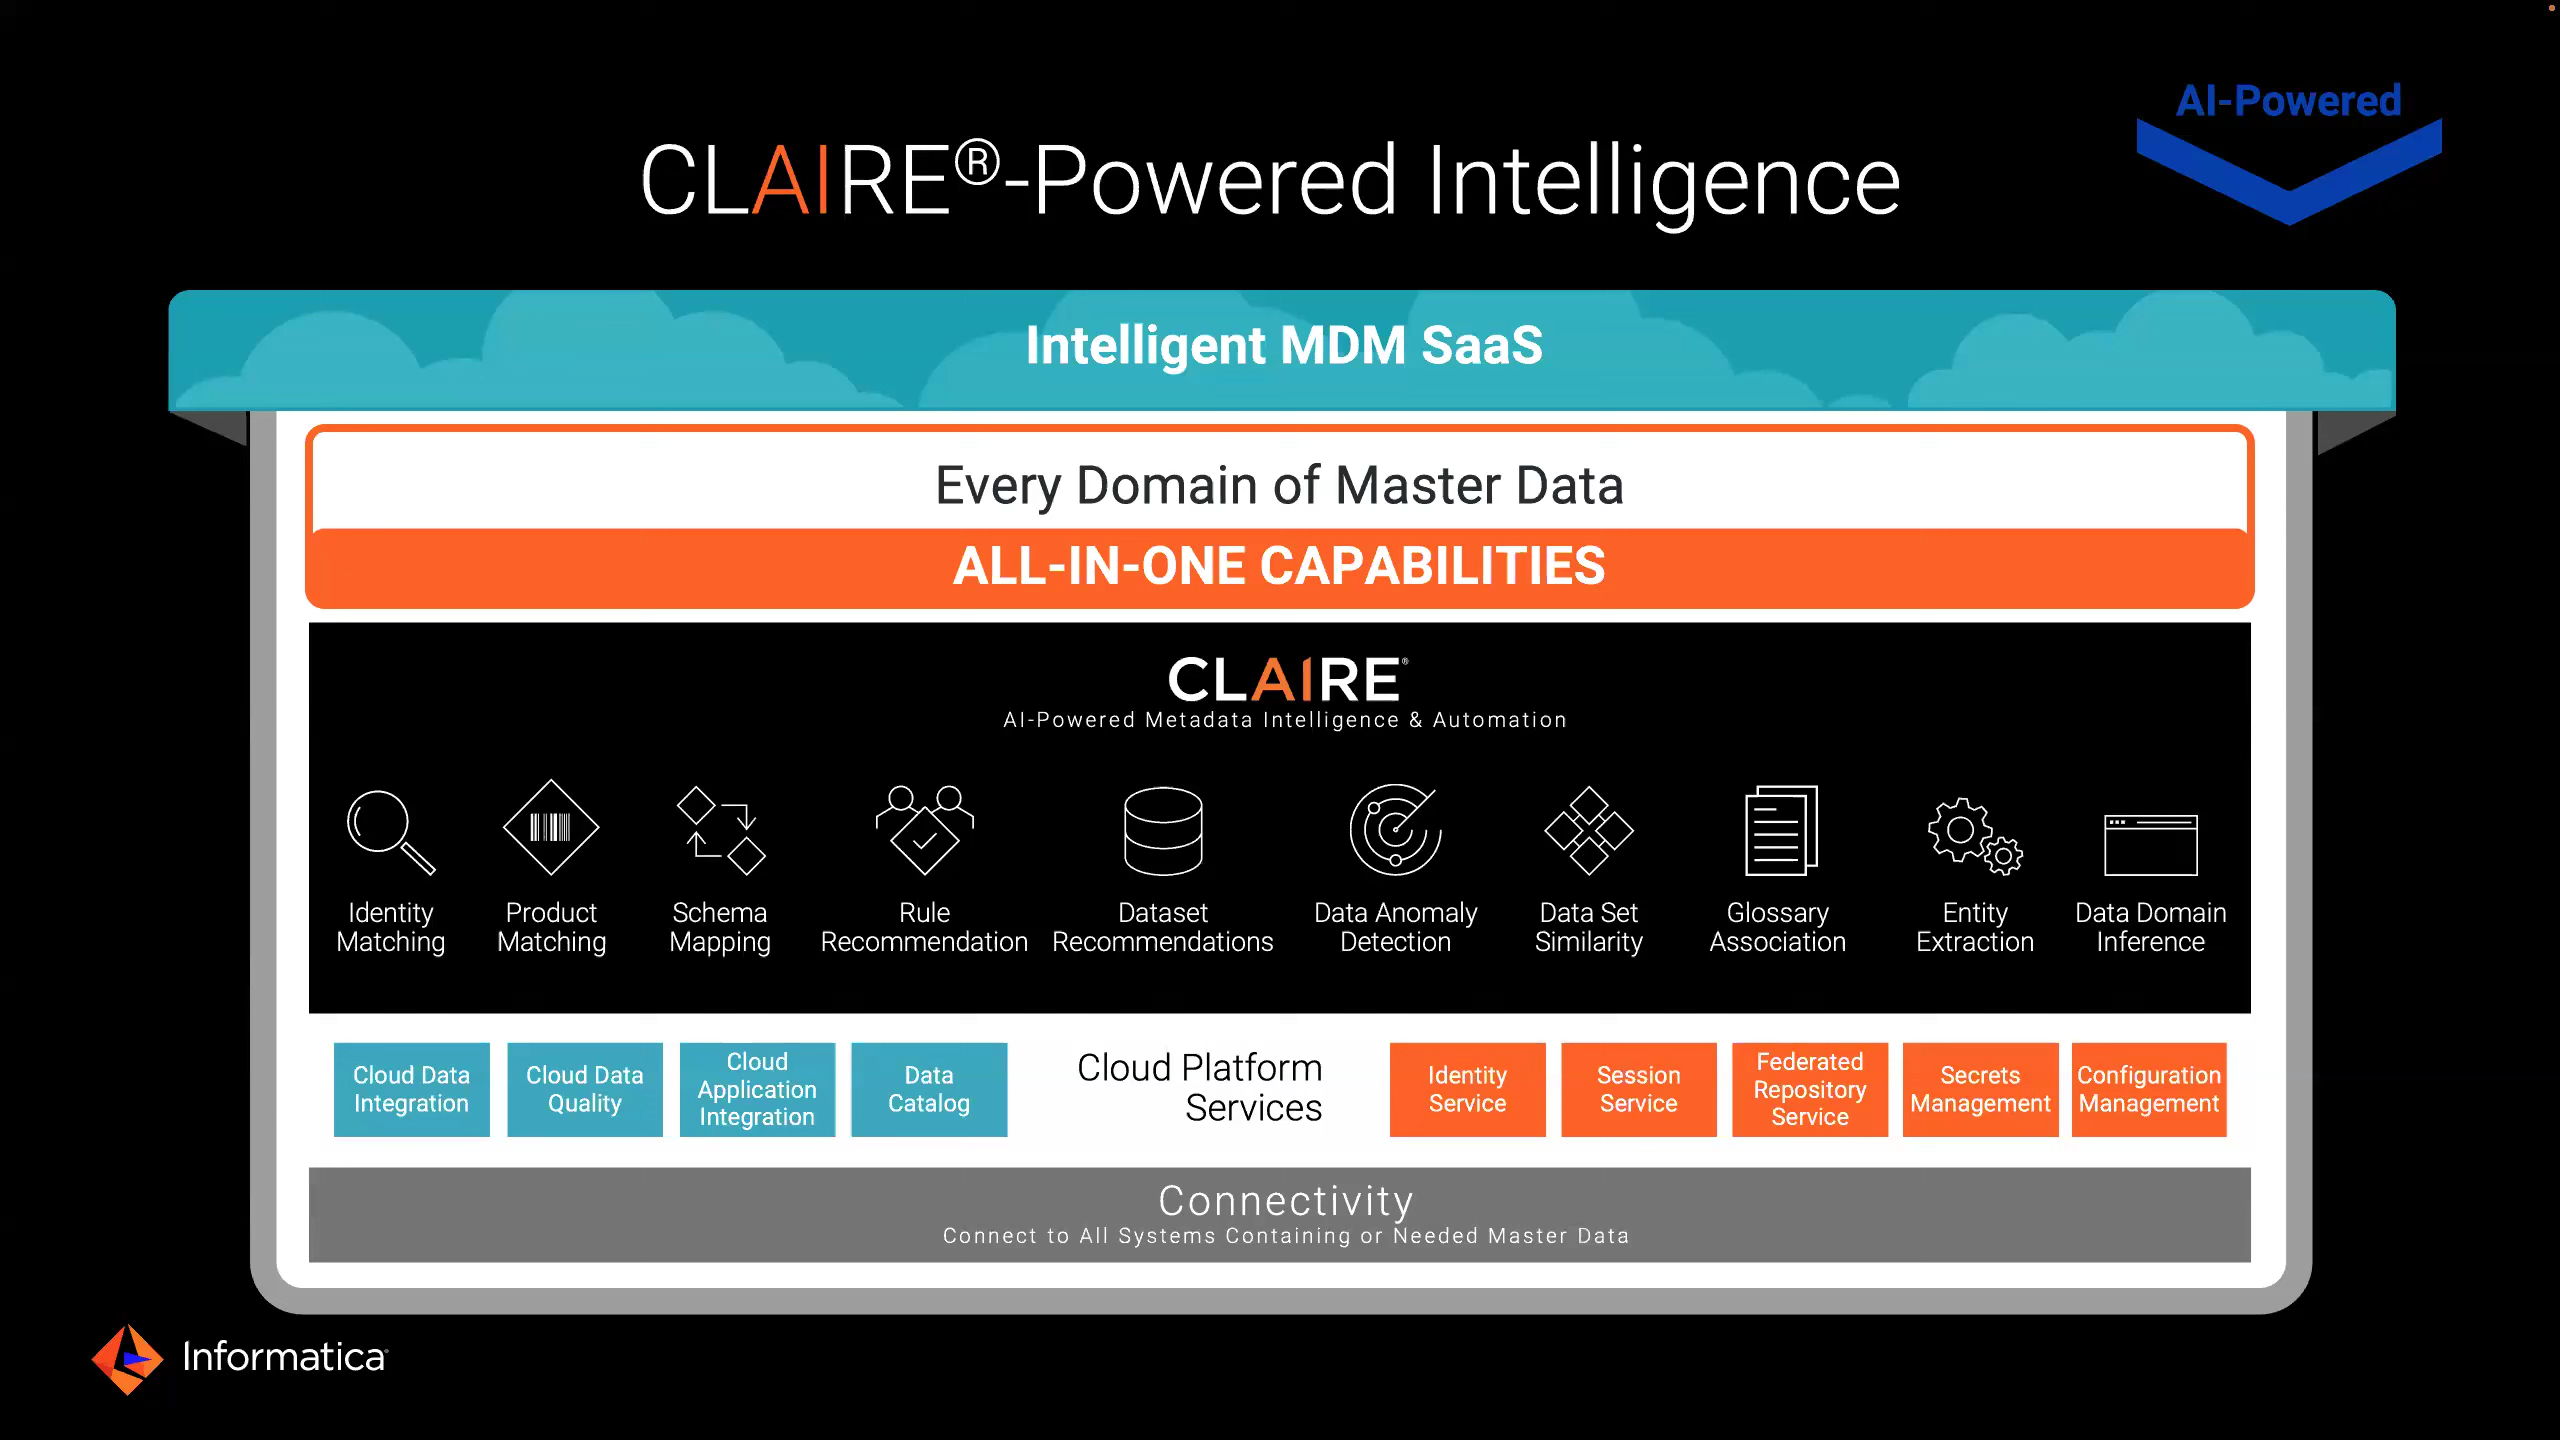 AI-Powered
CLAIRE®-Powered Intelligence
Intelligent MDM SaaS
Every Domain of Master Data
ALL-IN-ONE CAPABILITIES
CLAIRE®
AI-Powered Metadata Intelligence & Automation
Identity
Matching
Product
Matching
Schema
Mapping
Rule
Recommendation
Dataset
Recommendations
Data Anomaly
Detection
Data Set
Similarity
Glossary
Association
Entity
Extraction
Data Domain
Inference
Cloud Data
Integration
Cloud Data
Quality
Cloud
Application
Integration
Data
Catalog
Cloud Platform
Services
Identity
Service
Session
Service
Federated
Repository
Service
Secrets
Management
Configuration
Management
Connectivity
Connect to All Systems Containing or Needed Master Data
Informatica